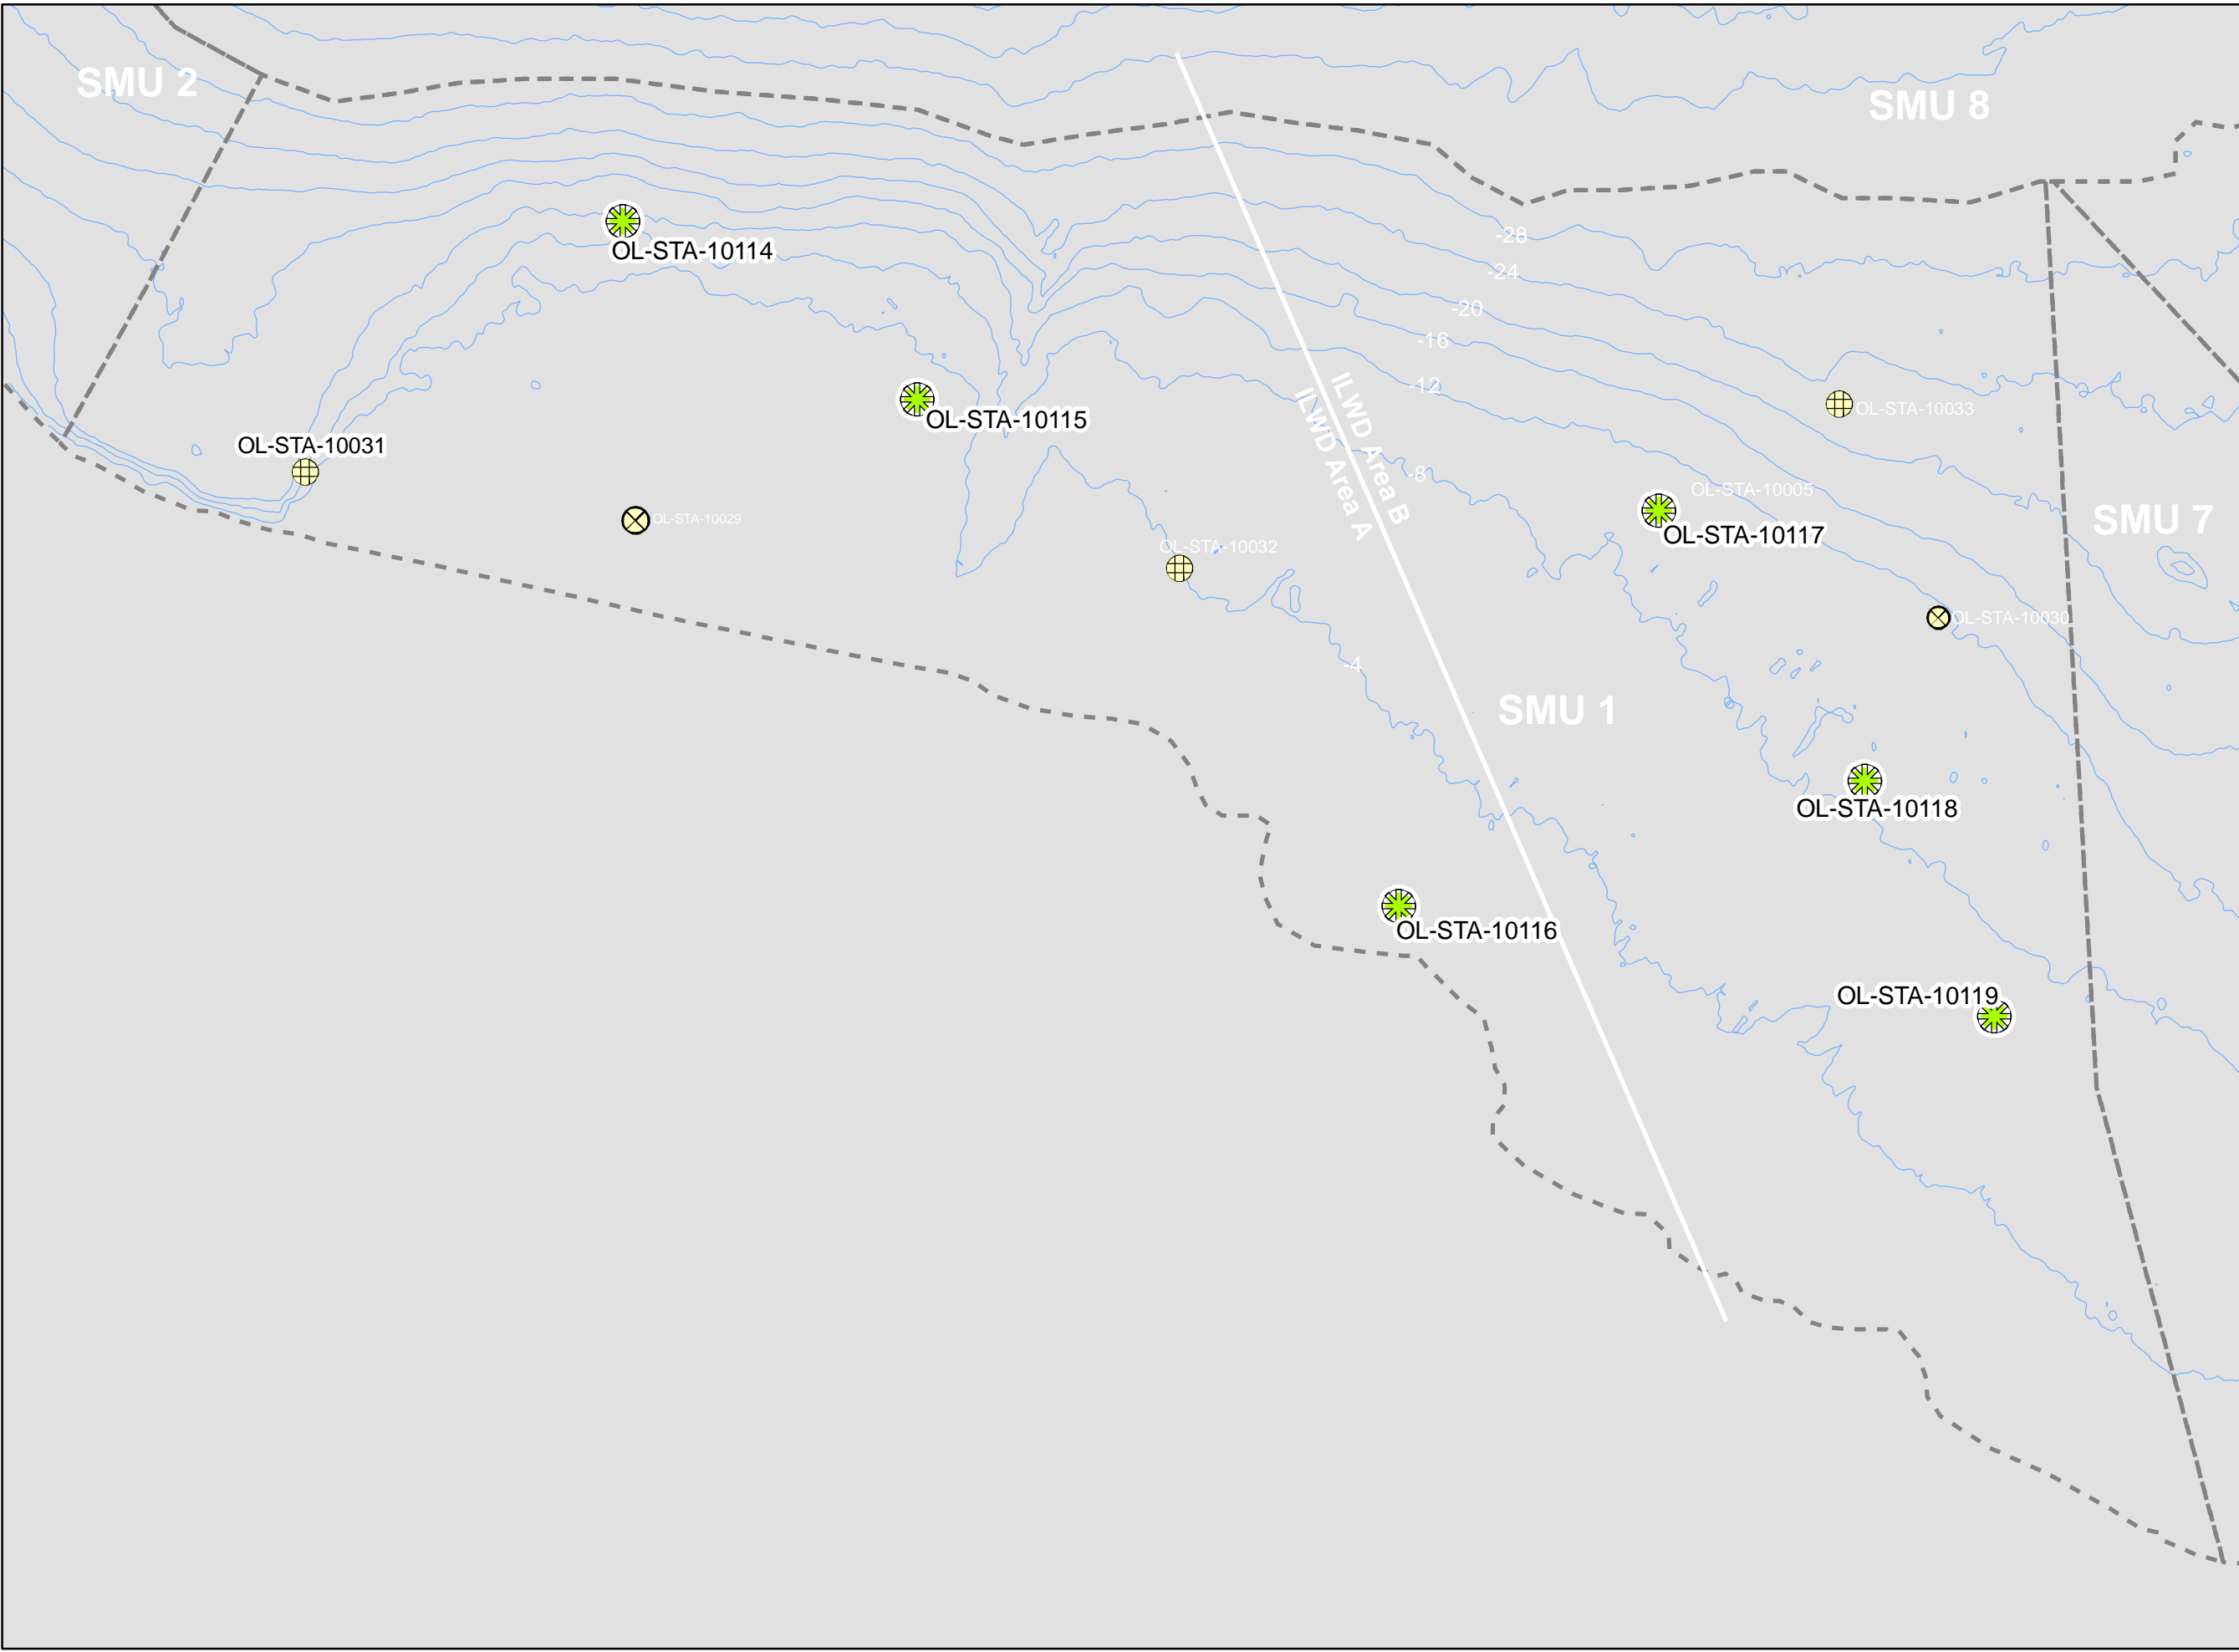 SMU 2
SMU 8
-28
OL-STA-10114
-24
-20
-16
-12
OL-STA-10033
OL-STA-10115
ILWD Area B
ILWD Area A
OL-STA-10031
-8
OL-STA-10005
OL-STA-10029
SMU 7
OL-STA-10117
OL-STA-10032
OL-STA-10030
-4
SMU 1
OL-STA-10118
OL-STA-10116
OL-STA-10119